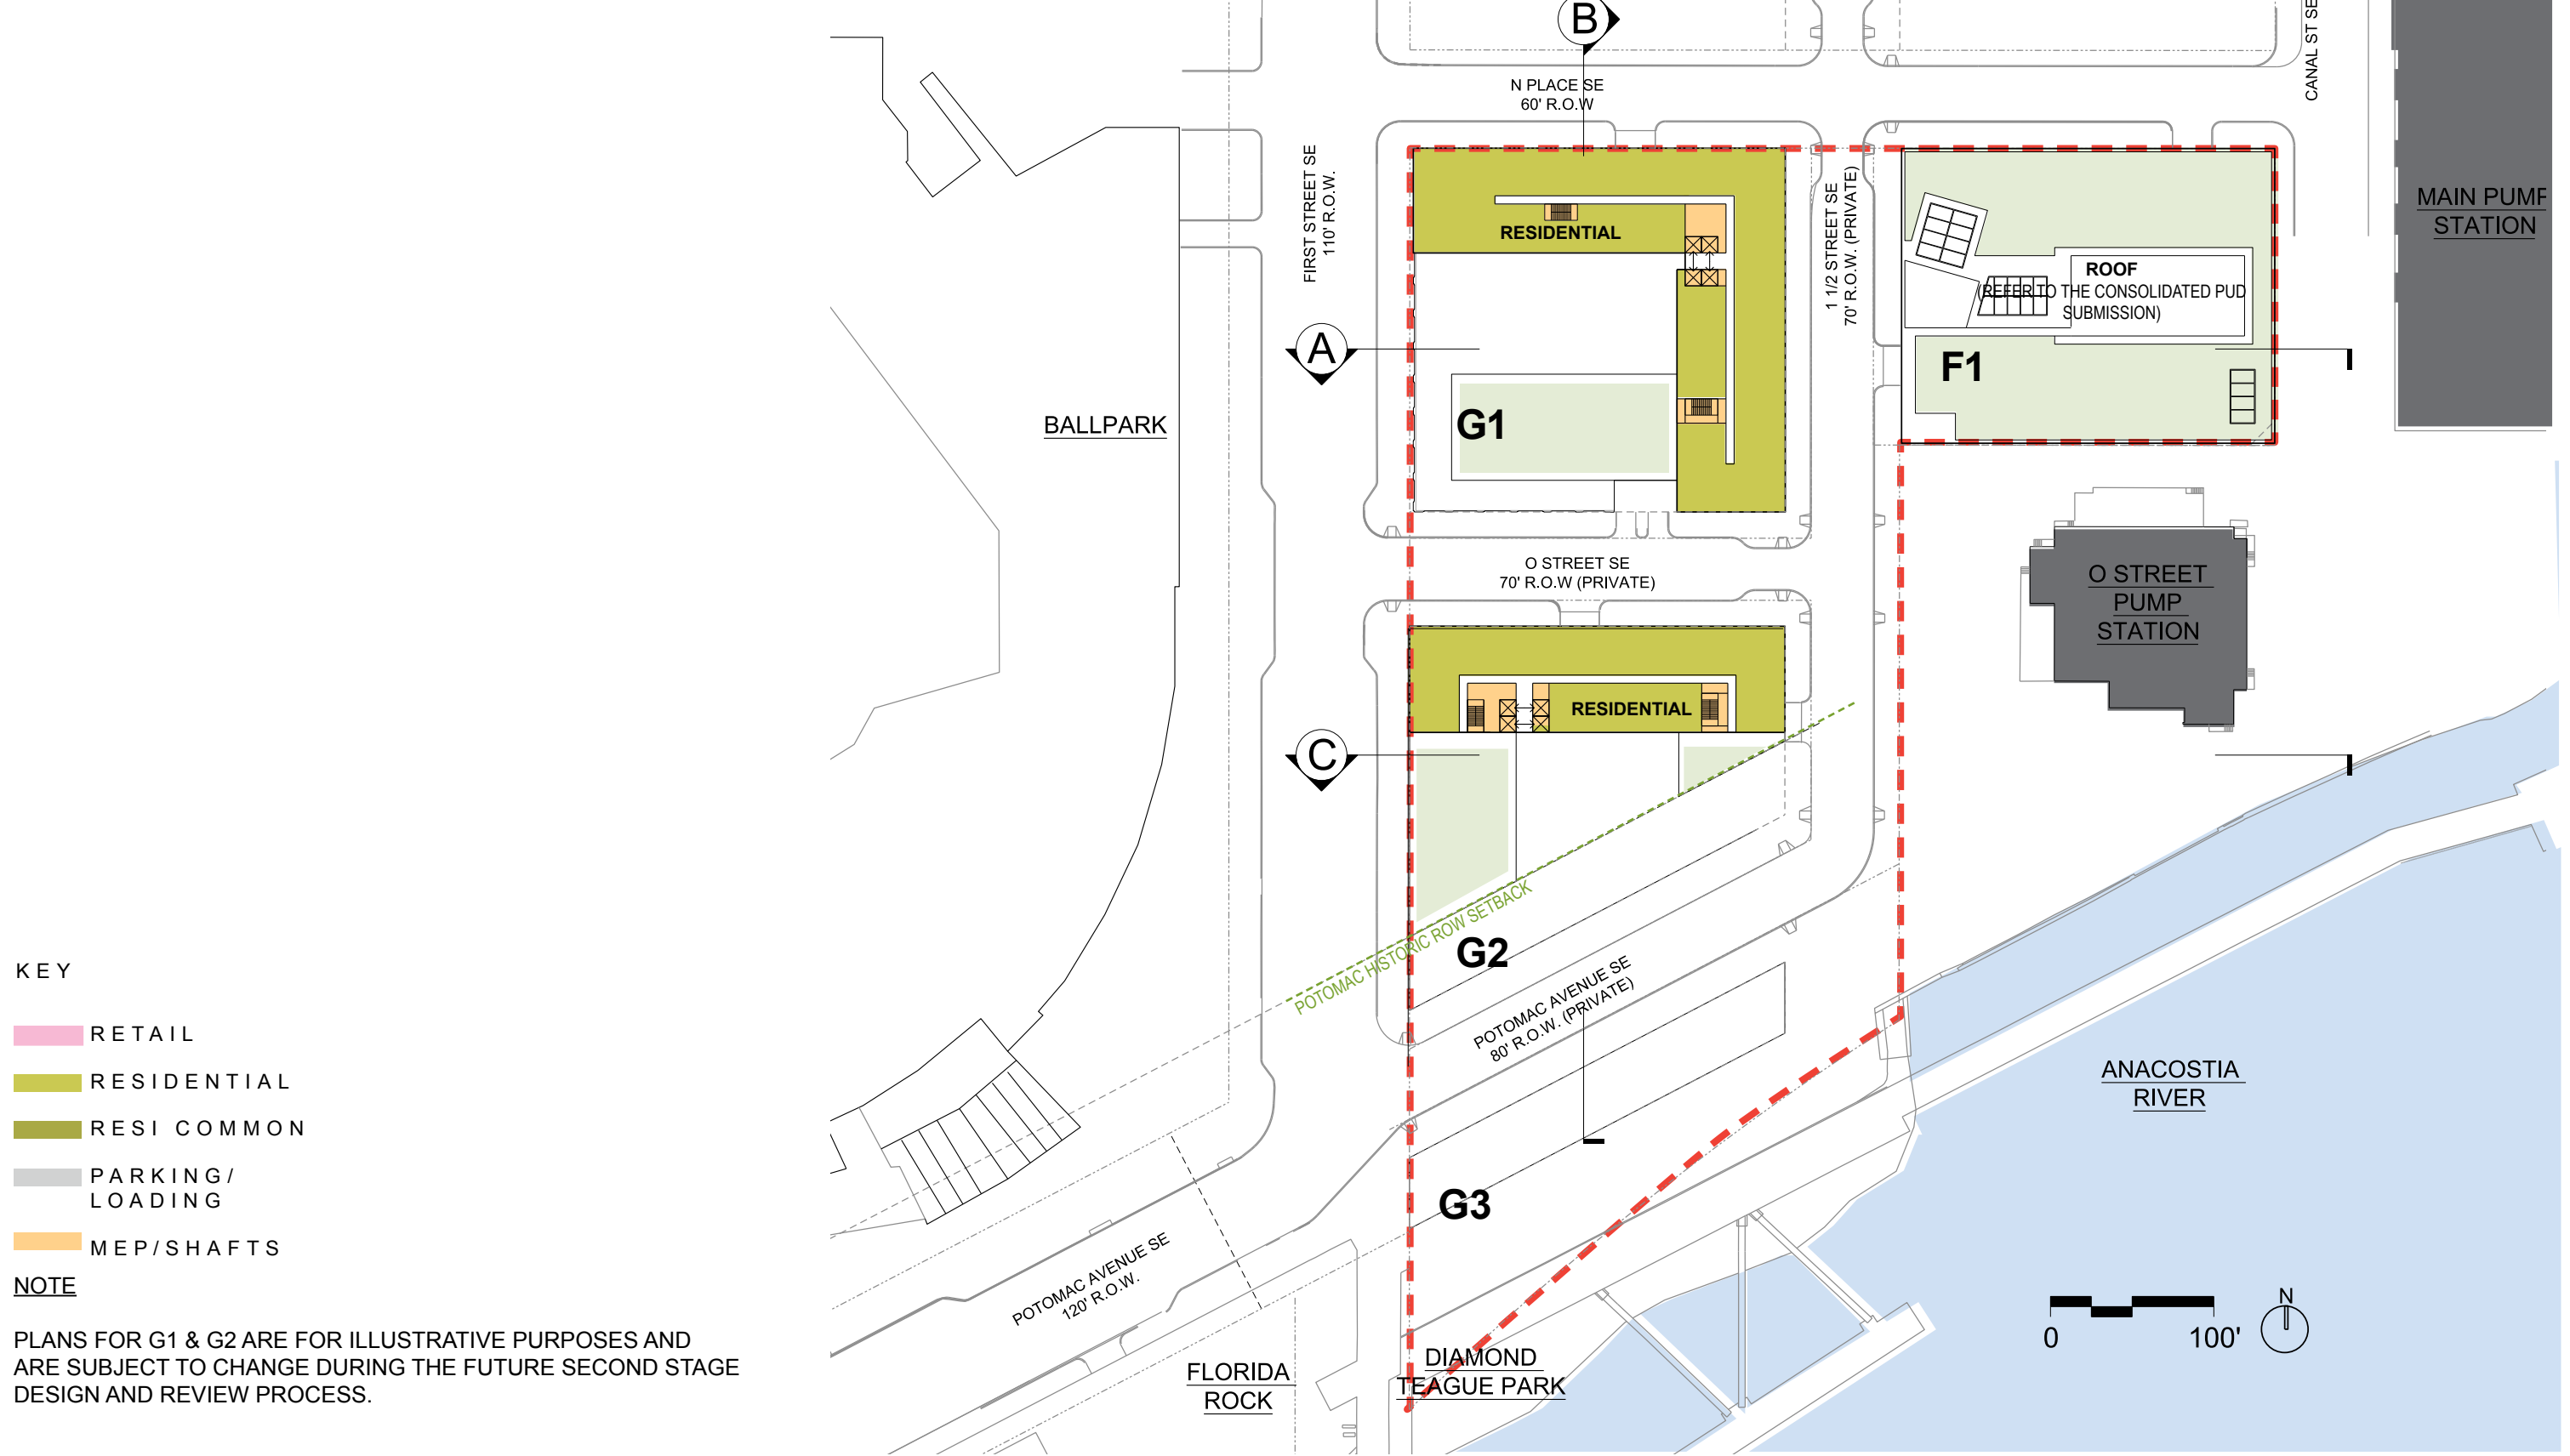 B
CANAL ST SE
N PLACE SE
60' R.O.W
FIRST STREET SE
110' R.O.W.
1 1/2 STREET SE
70' R.O.W. (PRIVATE)
MAIN PUMP
STATION
RESIDENTIAL
ROOF
(REFER TO THE CONSOLIDATED PUD
SUBMISSION)
A
F1
G1
BALLPARK
O STREET SE
70' R.O.W (PRIVATE)
O STREET
PUMP
STATION
RESIDENTIAL
C
POTOMAC HISTORIC ROW SETBACK
G2
POTOMAC AVENUE SE
80' R.O.W. (PRIVATE)
ANACOSTIA
RIVER
G3
POTOMAC AVENUE SE
120' R.O.W.
FLORIDA
ROCK
DIAMOND
TEAGUE PARK
0 100'
N
KEY
RETAIL
RESIDENTIAL
RESI COMMON
PARKING/
LOADING
MEP/SHAFTS
NOTE
PLANS FOR G1 & G2 ARE FOR ILLUSTRATIVE PURPOSES AND
ARE SUBJECT TO CHANGE DURING THE FUTURE SECOND STAGE
DESIGN AND REVIEW PROCESS.